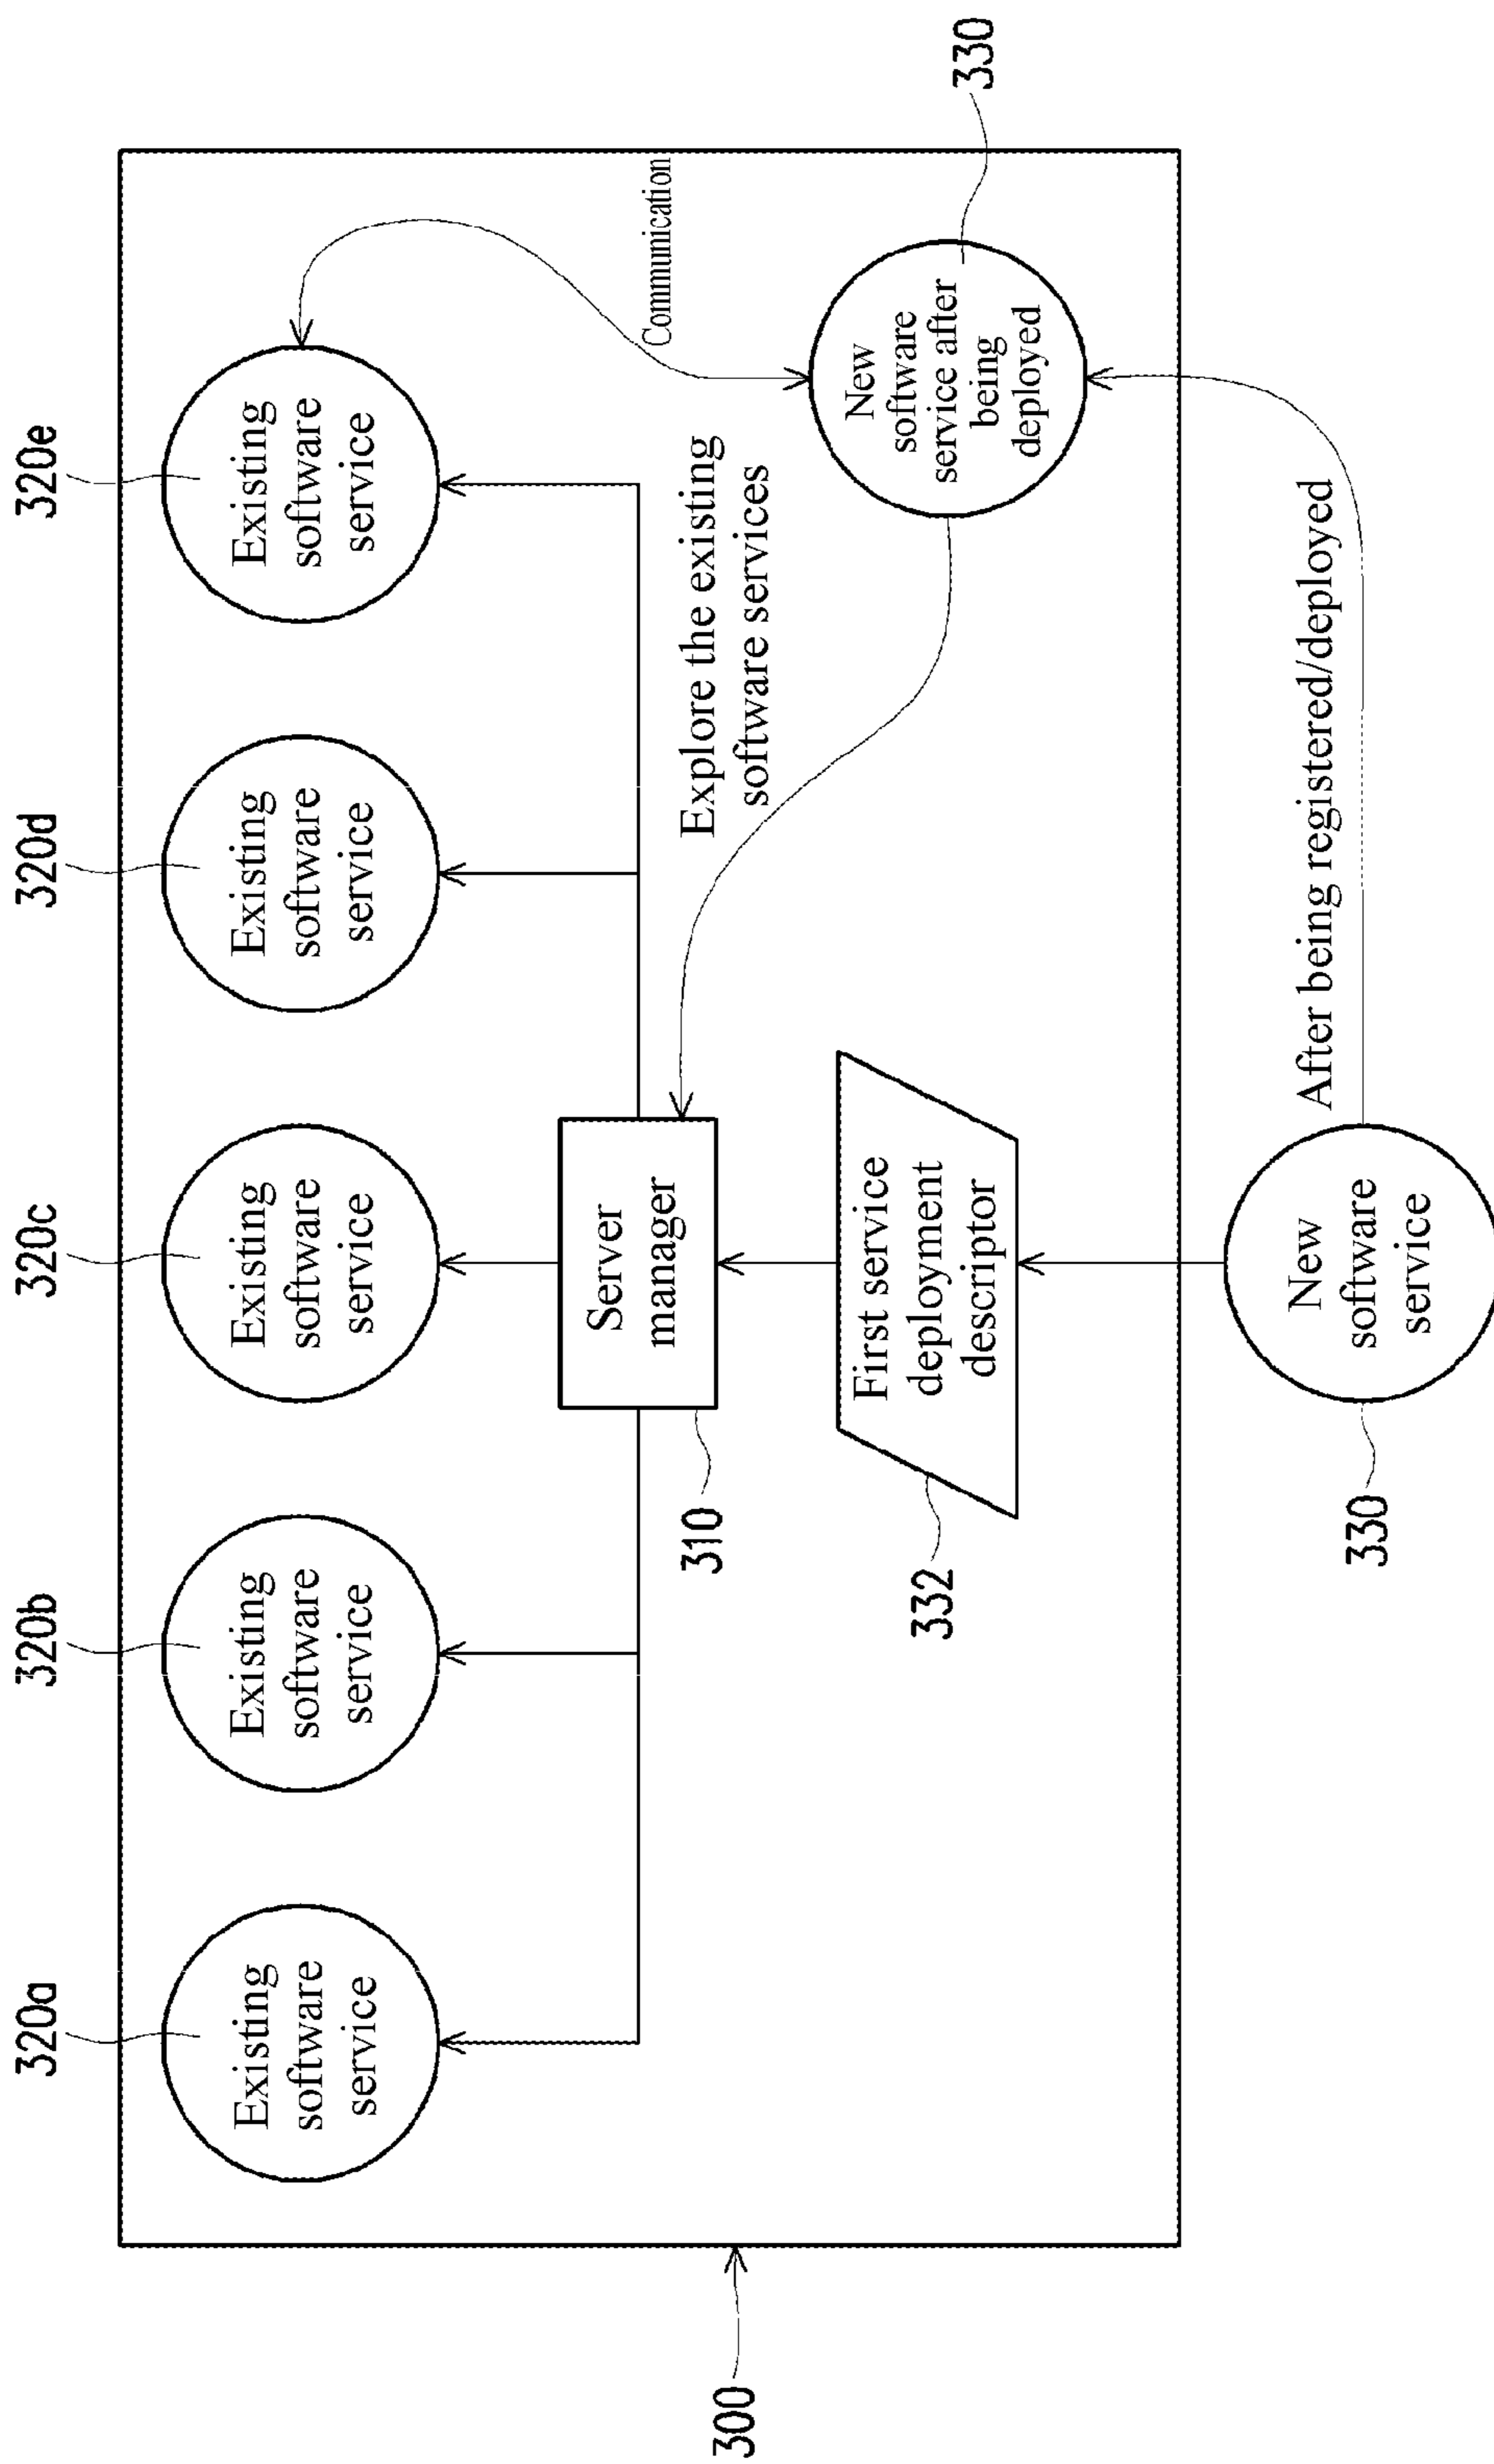 320a
320b
320c
320d
320e
Existing
software
service
Existing
software
service
Existing
software
service
Existing
software
service
Existing
software
service
Communication
Server
manager
310
Explore the existing
software services
300
First service
deployment
descriptor
332
New
software
service after
being
deployed
330
After being registered/deployed
New
software
service
330